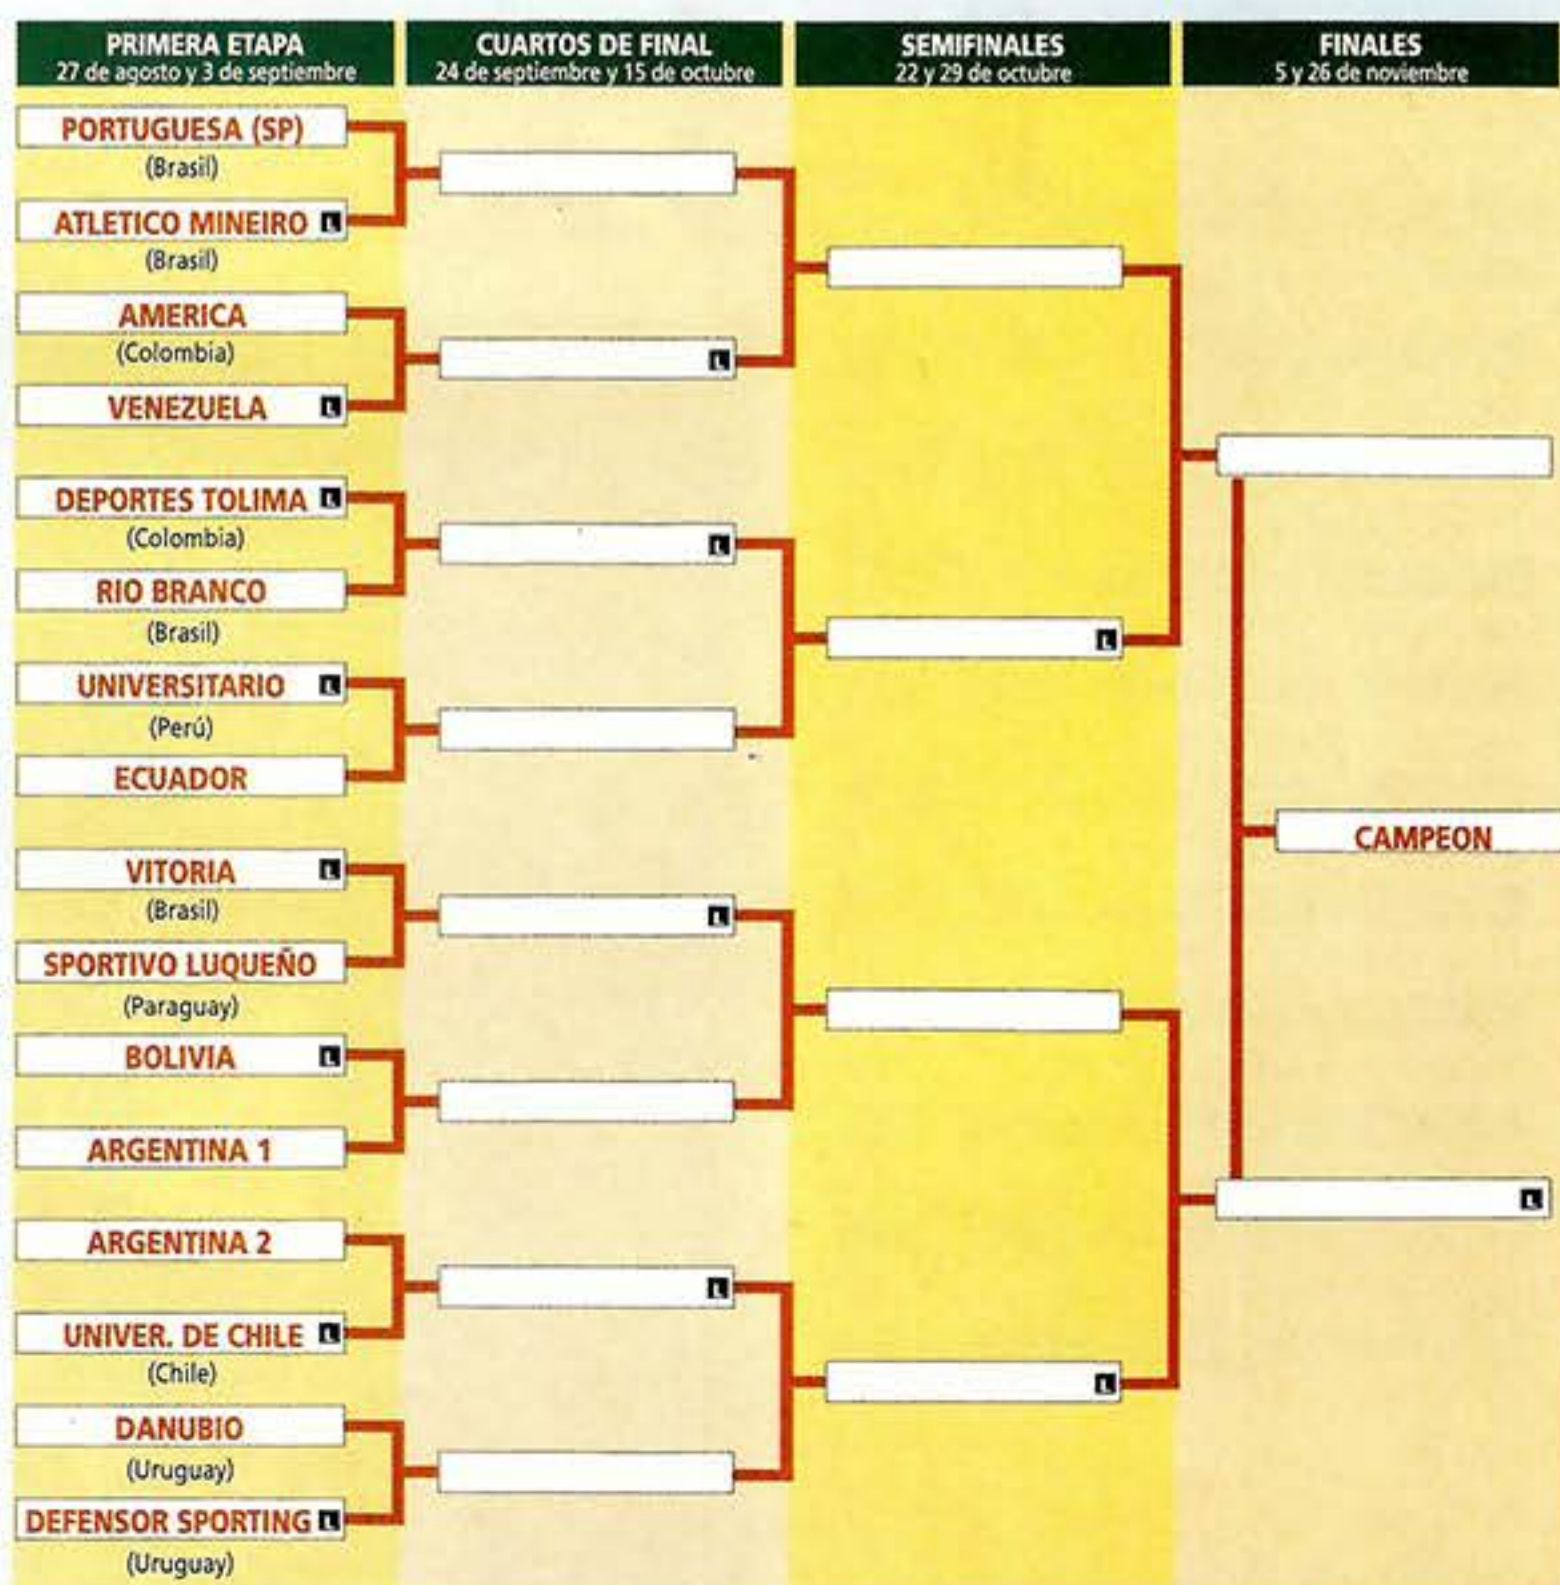 PRIMERA ETAPA
27 de agosto y 3 de septiembre
CUARTOS DE FINAL
24 de septiembre y 15 de octubre
SEMIFINALES
22 y 29 de octubre
FINALES
5 y 26 de noviembre
PORTUGUESA (SP)
(Brasil)
ATLETICO MINEIRO L
(Brasil)
AMERICA
(Colombia)
VENEZUELA L
DEPORTES TOLIMA L
(Colombia)
RIO BRANCO
(Brasil)
UNIVERSITARIO L
(Perú)
ECUADOR
VITORIA L
(Brasil)
SPORTIVO LUQUEÑO
(Paraguay)
BOLIVIA L
ARGENTINA 1
ARGENTINA 2
UNIVER. DE CHILE L
(Chile)
DANUBIO
(Uruguay)
DEFENSOR SPORTING L
(Uruguay)
L
L
L
L
L
L
L
CAMPEON